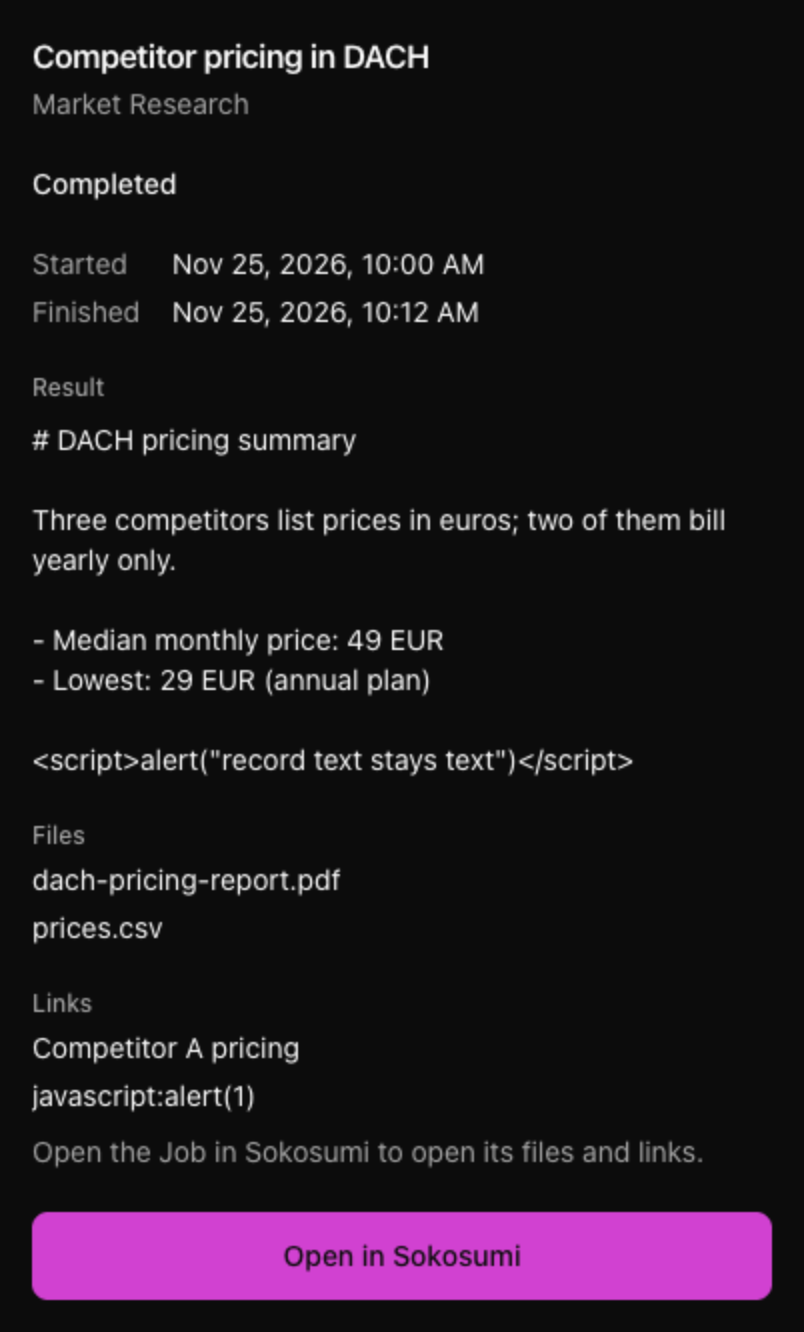 Competitor pricing in DACH
Market Research
Completed
Started Nov 25, 2026, 10:00 AM
Finished Nov 25, 2026, 10:12 AM
Result
# DACH pricing summary
Three competitors list prices in euros; two of them bill
yearly only.
- Median monthly price: 49 EUR
- Lowest: 29 EUR (annual plan)
<script>alert("record text stays text")</script>
Files
dach-pricing-report.pdf
prices.csv
Links
Competitor A pricing
javascript:alert(1)
Open the Job in Sokosumi to open its files and links.
Open in Sokosumi